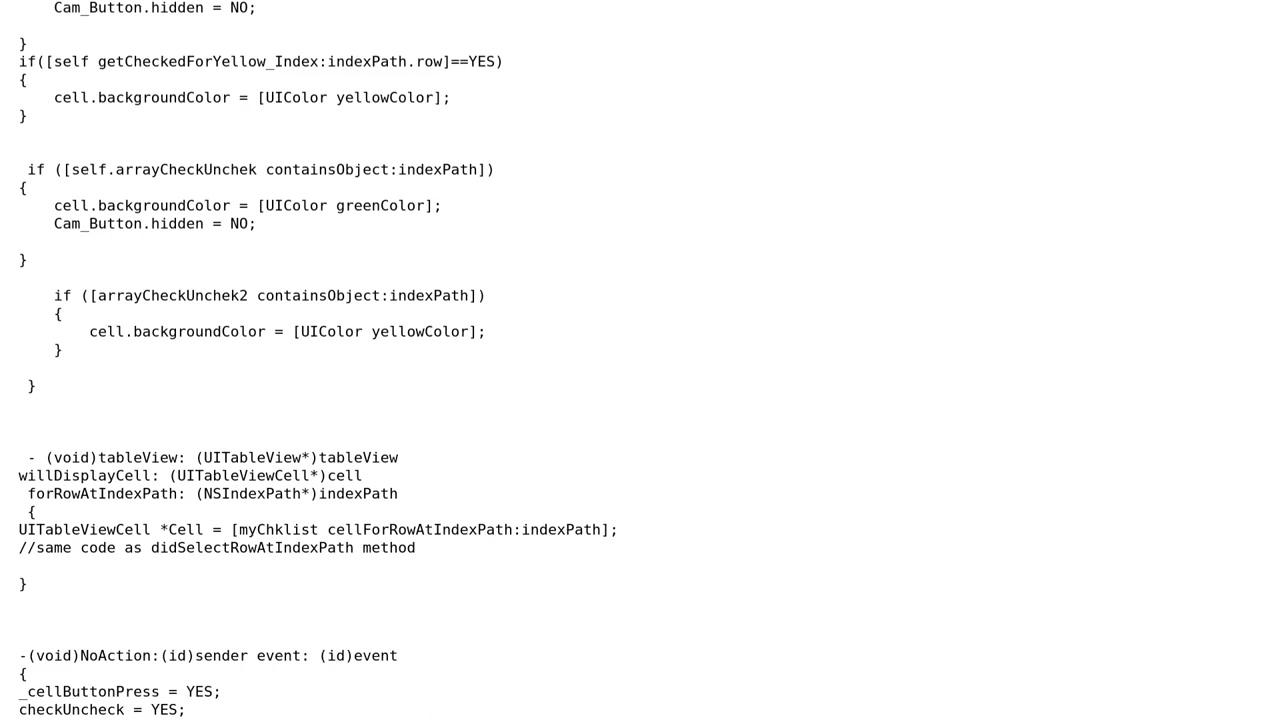 Cam_Button.hidden = NO;
}
if([self getCheckedForYellow_Index:indexPath.row]==YES)
{
cell.backgroundColor = [UIColor yellowColor];
}
if ([self.arrayCheckUnchek containsObject:indexPath])
{
cell.backgroundColor = [UIColor greenColor];
Cam_Button.hidden = NO;
}
if ([arrayCheckUnchek2 containsObject:indexPath])
{
cell.backgroundColor = [UIColor yellowColor];
}
}
- (void)tableView: (UITableView*)tableView
willDisplayCell: (UITableViewCell*)cell
forRowAtIndexPath: (NSIndexPath*)indexPath
{
UITableViewCell *Cell = [myChklist cellForRowAtIndexPath:indexPath];
//same code as didSelectRowAtIndexPath method
}
-(void)NoAction:(id)sender event: (id)event
{
_cellButtonPress = YES;
checkUncheck = YES;